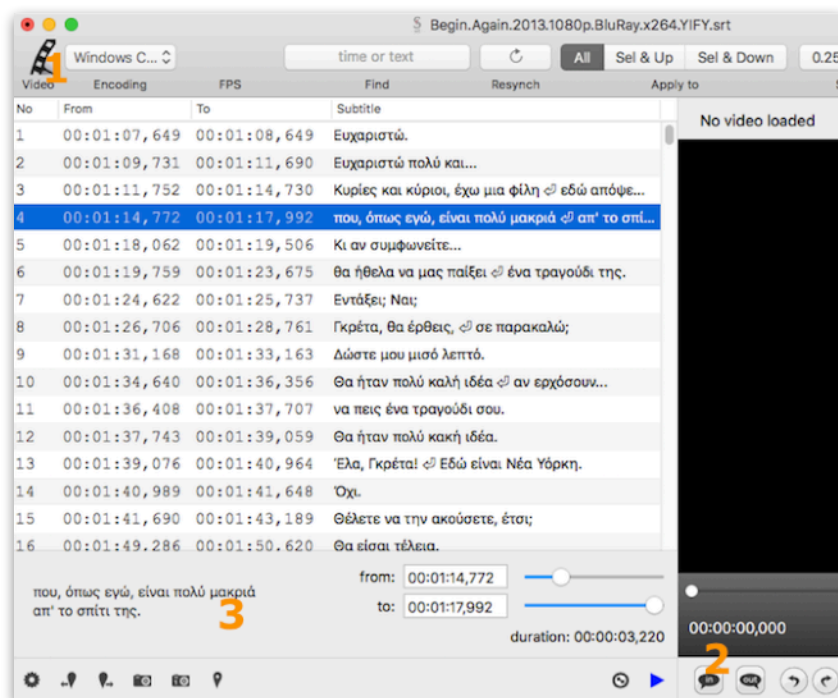 Begin.Again.2013.1080p.BluRay.x264.YIFY.srt
1
Windows C...
time or text
All
Sel & Up
Sel & Down
0.25
Video
Encoding
FPS
Find
Resynch
Apply to
No
From
To
Subtitle
No video loaded
1 00:01:07,649 00:01:08,649 Ευχαριστώ.
2 00:01:09,731 00:01:11,690 Ευχαριστώ πολύ και...
3 00:01:11,752 00:01:14,730 Κυρίες και κύριοι, έχω μια φίλη ⏎ εδώ απόψε...
4 00:01:14,772 00:01:17,992 που, όπως εγώ, είναι πολύ μακριά ⏎ απ' το σπί...
5 00:01:18,062 00:01:19,506 Κι αν συμφωνείτε...
6 00:01:19,759 00:01:23,675 θα ήθελα να μας παίξει ⏎ ένα τραγούδι της.
7 00:01:24,622 00:01:25,737 Εντάξει; Ναι;
8 00:01:26,706 00:01:28,761 Γκρέτα, θα έρθεις, ⏎ σε παρακαλώ;
9 00:01:31,168 00:01:33,163 Δώστε μου μισό λεπτό.
10 00:01:34,640 00:01:36,356 Θα ήταν πολύ καλή ιδέα ⏎ αν ερχόσουν...
11 00:01:36,408 00:01:37,707 να πεις ένα τραγούδι σου.
12 00:01:37,743 00:01:39,059 Θα ήταν πολύ κακή ιδέα.
13 00:01:39,076 00:01:40,964 Έλα, Γκρέτα! ⏎ Εδώ είναι Νέα Υόρκη.
14 00:01:40,989 00:01:41,648 Όχι.
15 00:01:41,690 00:01:43,189 Θέλετε να την ακούσετε, έτσι;
16 00:01:49,286 00:01:50,620 Θα είσαι τέλεια.
που, όπως εγώ, είναι πολύ μακριά
απ' το σπίτι της.
3
from: 00:01:14,772
to: 00:01:17,992
duration: 00:00:03,220
00:00:00,000
2
in
out